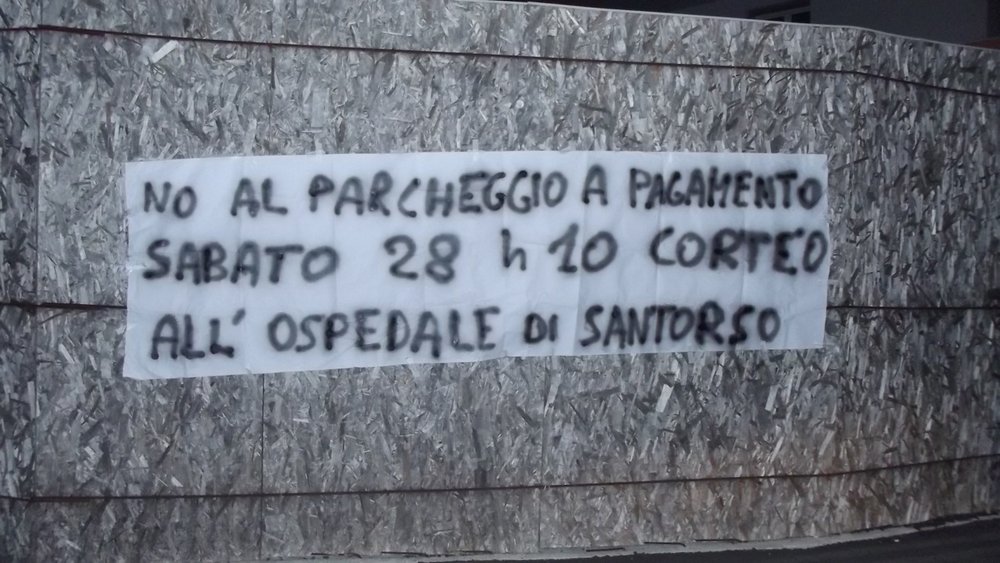 NO AL PARCHEGGIO A PAGAMENTO
SABATO 28 h 10 CORTEO
ALL' OSPEDALE DI SANTORSO